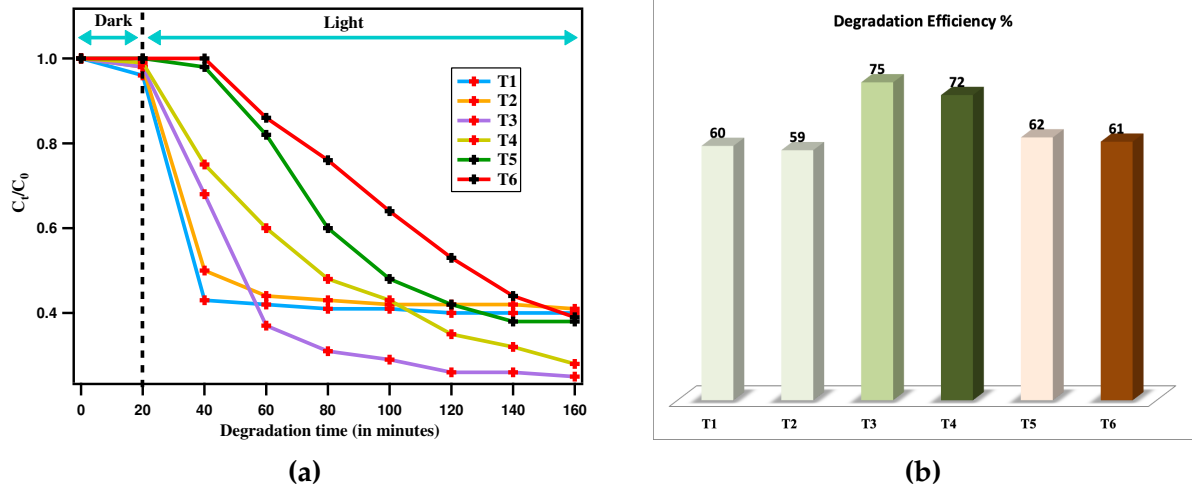 Dark
Light
1.0
0.8
0.6
0.4
C_t/C_0
T1
T2
T3
T4
T5
T6
0 20 40 60 80 100 120 140 160
Degradation time (in minutes)
(a)
Degradation Efficiency %
60 59 75 72 62 61
T1 T2 T3 T4 T5 T6
(b)